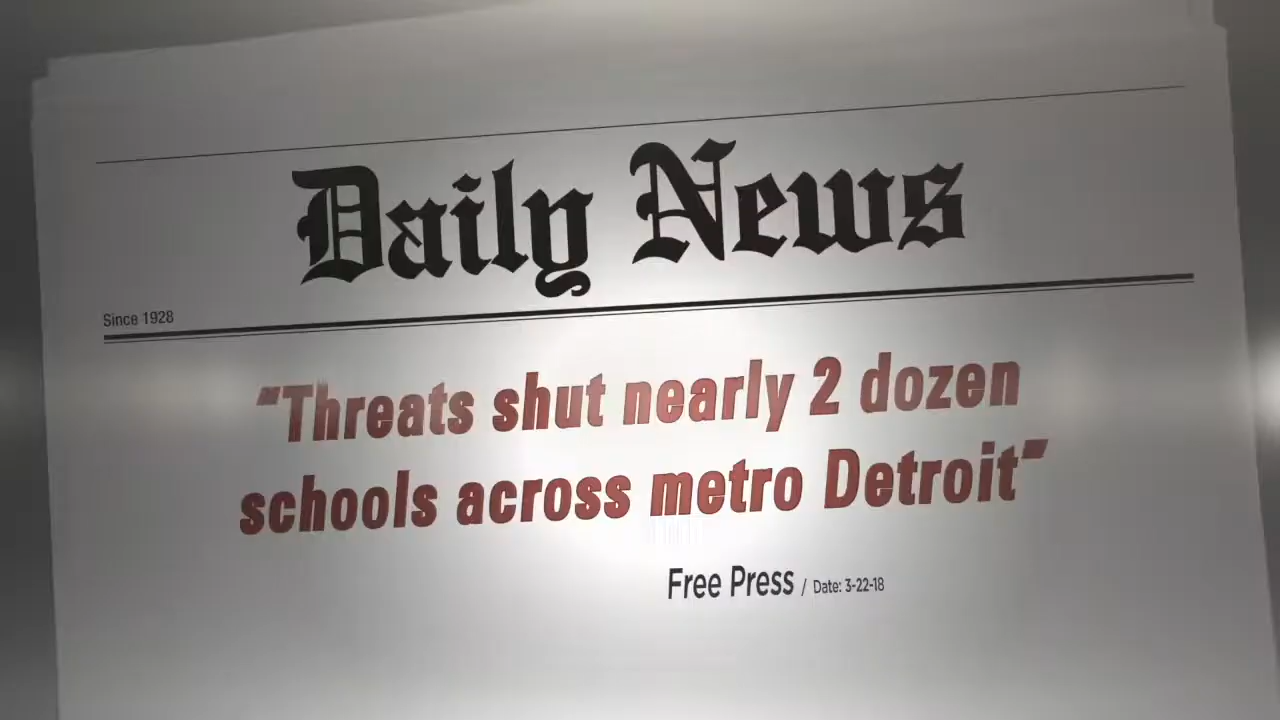 Daily News
Since 1928
"Threats shut nearly 2 dozen
schools across metro Detroit"
Free Press / Date: 3-22-18